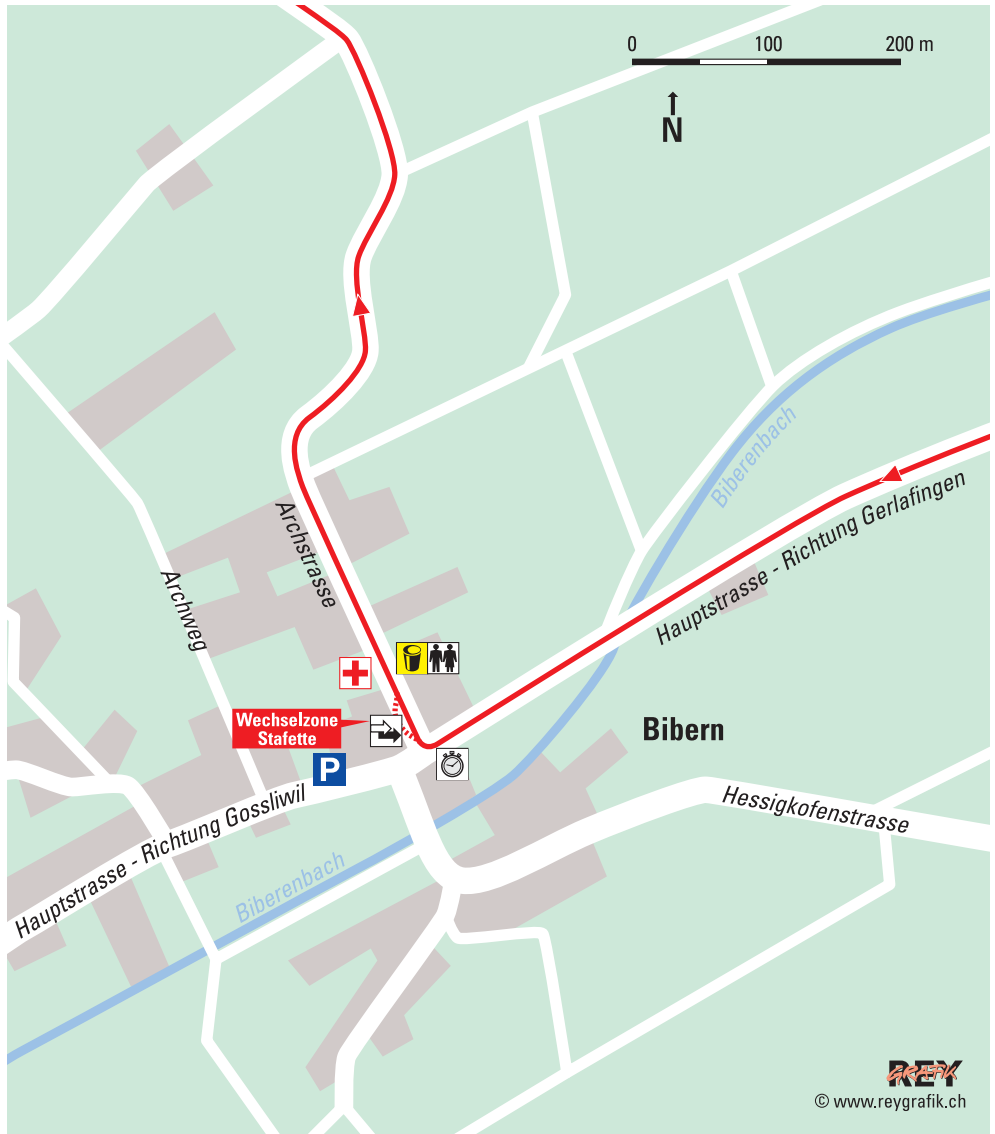 0 100 200 m
N
Biberenbach
Hauptstrasse - Richtung Gerlafingen
Archstrasse
Archweg
Wechselzone
Stafette
P
Bibern
Hessigkofenstrasse
Hauptstrasse - Richtung Gossliwil
Biberenbach
REY
GRAFIK
© www.reygrafik.ch